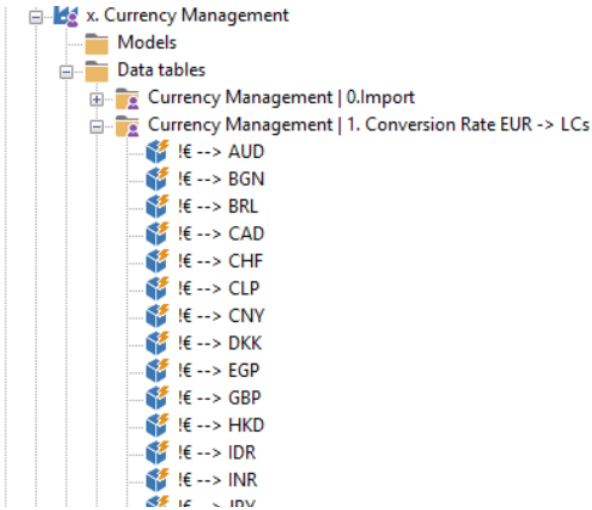 x. Currency Management
Models
Data tables
Currency Management | 0.Import
Currency Management | 1. Conversion Rate EUR -> LCs
!€ --> AUD
!€ --> BGN
!€ --> BRL
!€ --> CAD
!€ --> CHF
!€ --> CLP
!€ --> CNY
!€ --> DKK
!€ --> EGP
!€ --> GBP
!€ --> HKD
!€ --> IDR
!€ --> INR
!€ --> JPY